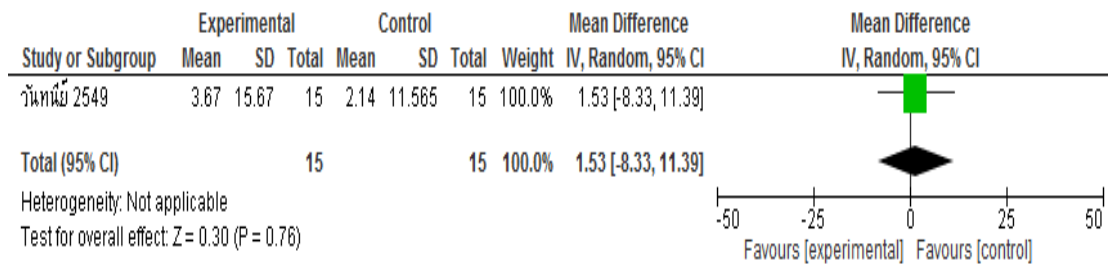 Experimental Control Mean Difference Mean Difference
Study or Subgroup Mean SD Total Mean SD Total Weight IV, Random, 95% CI IV, Random, 95% CI
วันทนีย์ 2549 3.67 15.67 15 2.14 11.565 15 100.0% 1.53 [-8.33, 11.39]
Total (95% CI) 15 15 100.0% 1.53 [-8.33, 11.39]
Heterogeneity: Not applicable
Test for overall effect: Z = 0.30 (P = 0.76)
-50 -25 0 25 50
Favours [experimental] Favours [control]